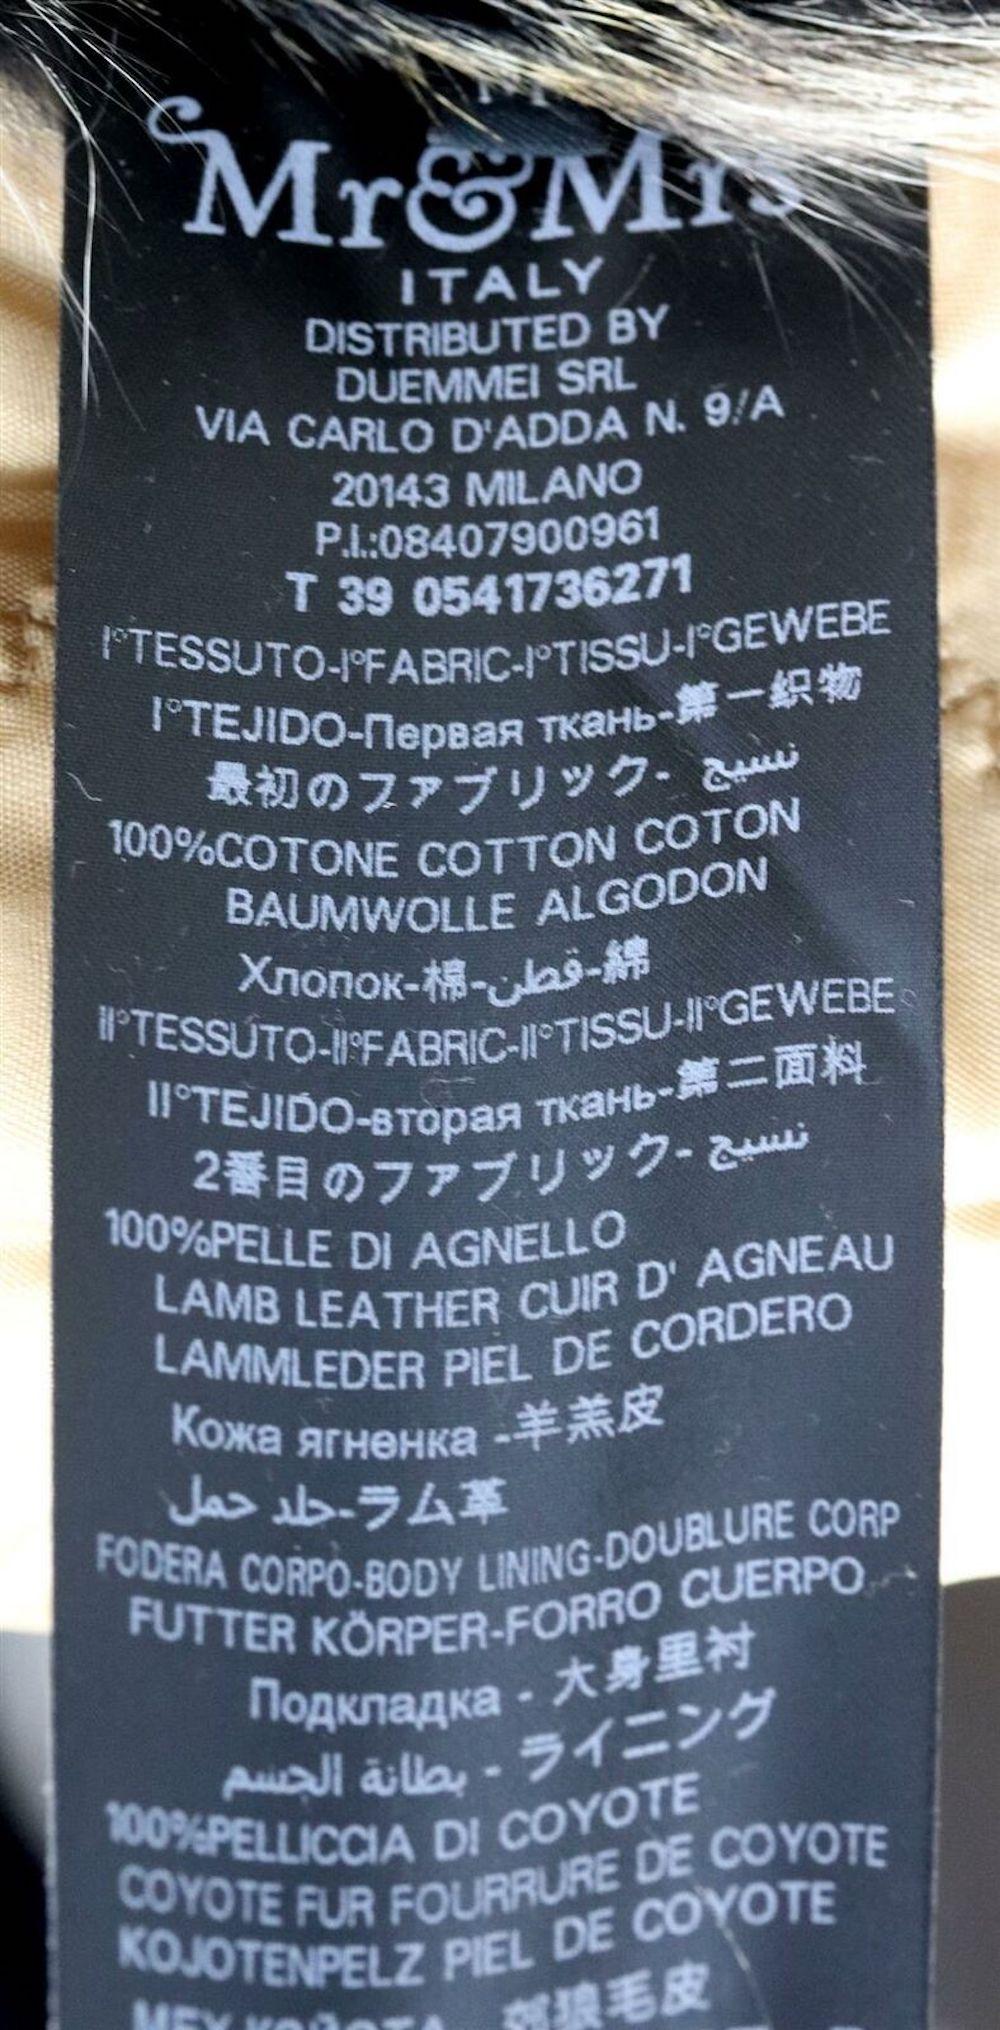 Mr&Mrs
ITALY
DISTRIBUTED BY
DUEMMEI SRL
VIA CARLO D'ADDA N. 9/A
20143 MILANO
P.I.:08407900961
T 39 0541736271
I°TESSUTO-I°FABRIC-I°TISSU-I°GEWEBE
I°TEJIDO-Первая ткань-第一织物
最初のファブリック- نسيج
100%COTONE COTTON COTON
BAUMWOLLE ALGODON
Хлопок-棉-قطن-綿
II°TESSUTO-II°FABRIC-II°TISSU-II°GEWEBE
II°TEJIDO-вторая ткань-第二面料
2番目のファブリック- نسيج
100%PELLE DI AGNELLO
LAMB LEATHER CUIR D' AGNEAU
LAMMLEDER PIEL DE CORDERO
Кожа ягненка -羊羔皮
جلد حمل-ラム革
FODERA CORPO-BODY LINING-DOUBLURE CORP
FUTTER KÖRPER-FORRO CUERPO
Подкладка - 大身里衬
بطانة الجسم - ライニング
100%PELLICCIA DI COYOTE
COYOTE FUR FOURRURE DE COYOTE
KOJOTENPELZ PIEL DE COYOTE
МЕХ КОЙОТА 郊狼毛皮